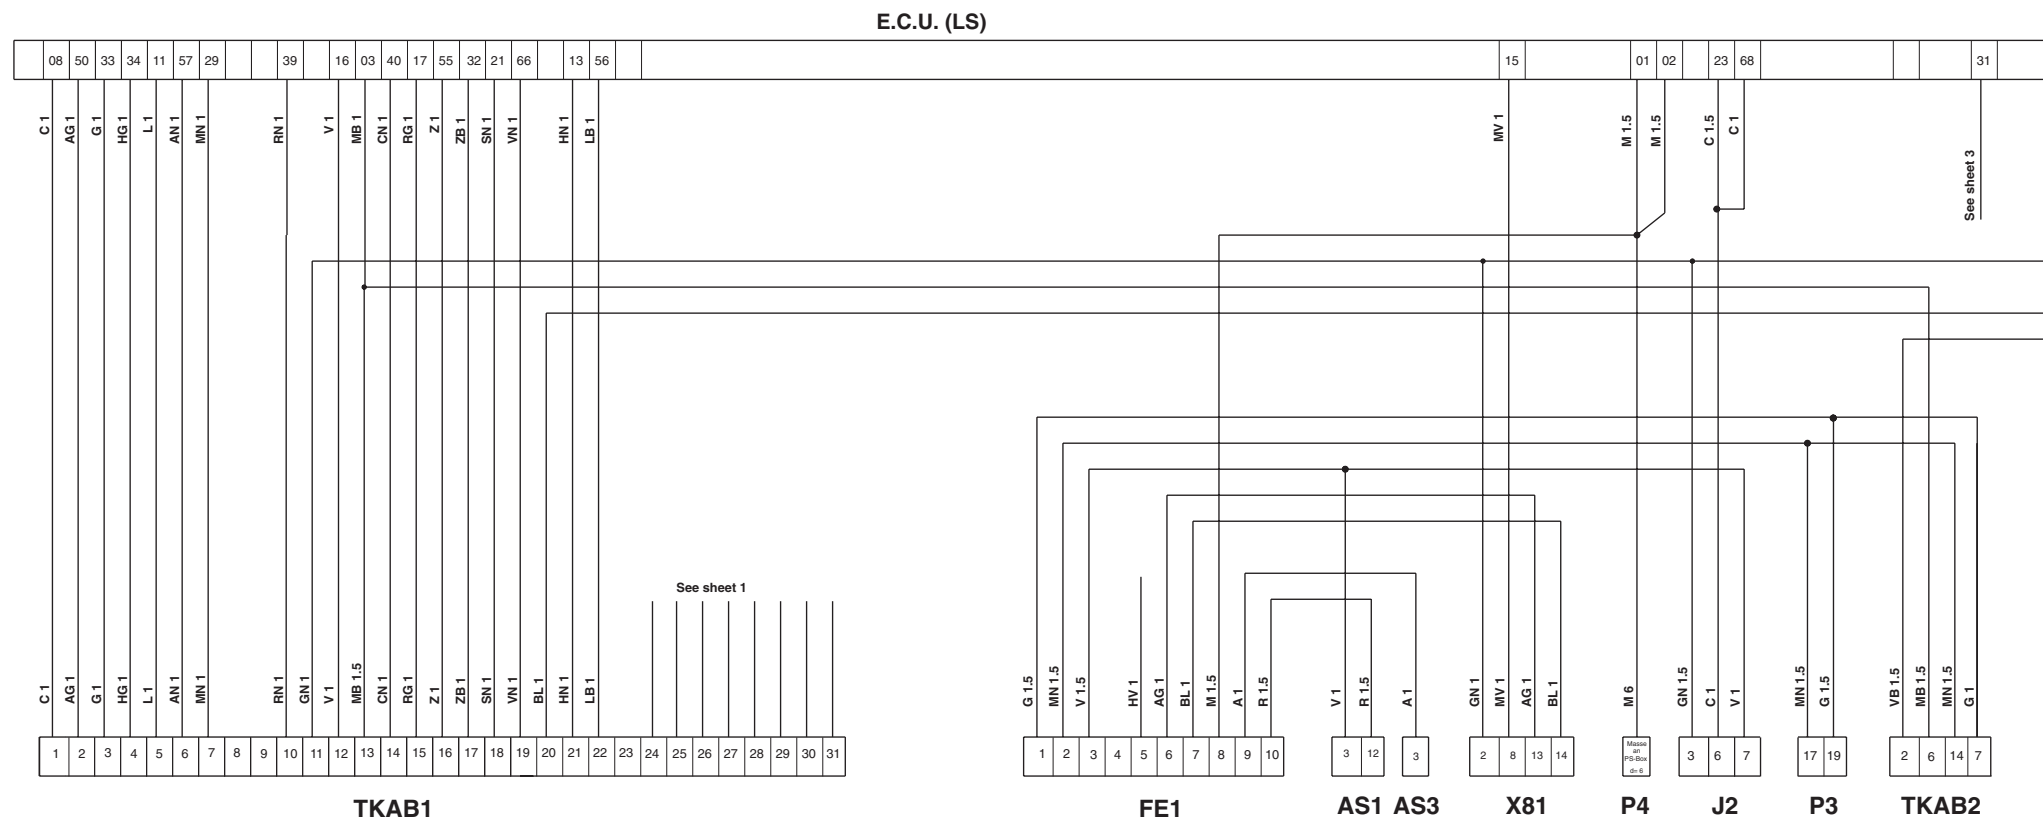 E.C.U. (LS)
08 50 33 34 11 57 29 39 16 03 40 17 55 32 21 66 13 56 15 01 02 23 68 31
C 1 AG 1 G 1 HG 1 L 1 AN 1 MN 1 RN 1 V 1 MB 1 CN 1 RG 1 Z 1 ZB 1 SN 1 VN 1 HN 1 LB 1 MV 1 M 1.5 M 1.5 C 1.5 C 1
See sheet 3
See sheet 1
C 1 AG 1 G 1 HG 1 L 1 AN 1 MN 1 RN 1 GN 1 V 1 MB 1.5 CN 1 RG 1 Z 1 ZB 1 SN 1 VN 1 BL 1 HN 1 LB 1 G 1.5 MN 1.5 V 1.5 HV 1 AG 1 BL 1 M 1.5 A 1 R 1.5 V 1 R 1.5 A 1 GN 1 MV 1 AG 1 BL 1 M 6 GN 1.5 C 1 V 1 MN 1.5 G 1.5 VB 1.5 MB 1.5 MN 1.5 G 1
1 2 3 4 5 6 7 8 9 10 11 12 13 14 15 16 17 18 19 20 21 22 23 24 25 26 27 28 29 30 31
1 2 3 4 5 6 7 8 9 10
3 12
3
2 8 13 14
Masse
an
PS-Box
d= 6
3 6 7
17 19
2 6 14 7
TKAB1 FE1 AS1 AS3 X81 P4 J2 P3 TKAB2